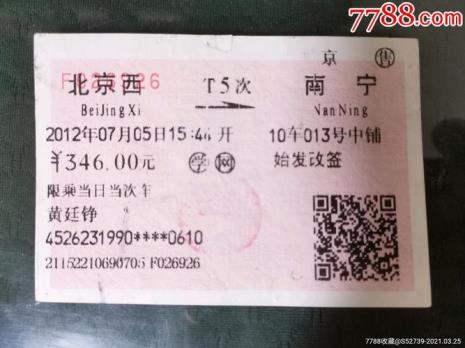 7788.com
京 售
F026926
北京西 T5次 南宁
BeiJingXi NanNing
2012年07月05日15:46开 10车013号中铺
¥346.00元 学 网 始发改签
限乘当日当次车
黄廷铮
4526231990****0610
21152210690705 F026926
7788收藏@S52739-2021.03.25